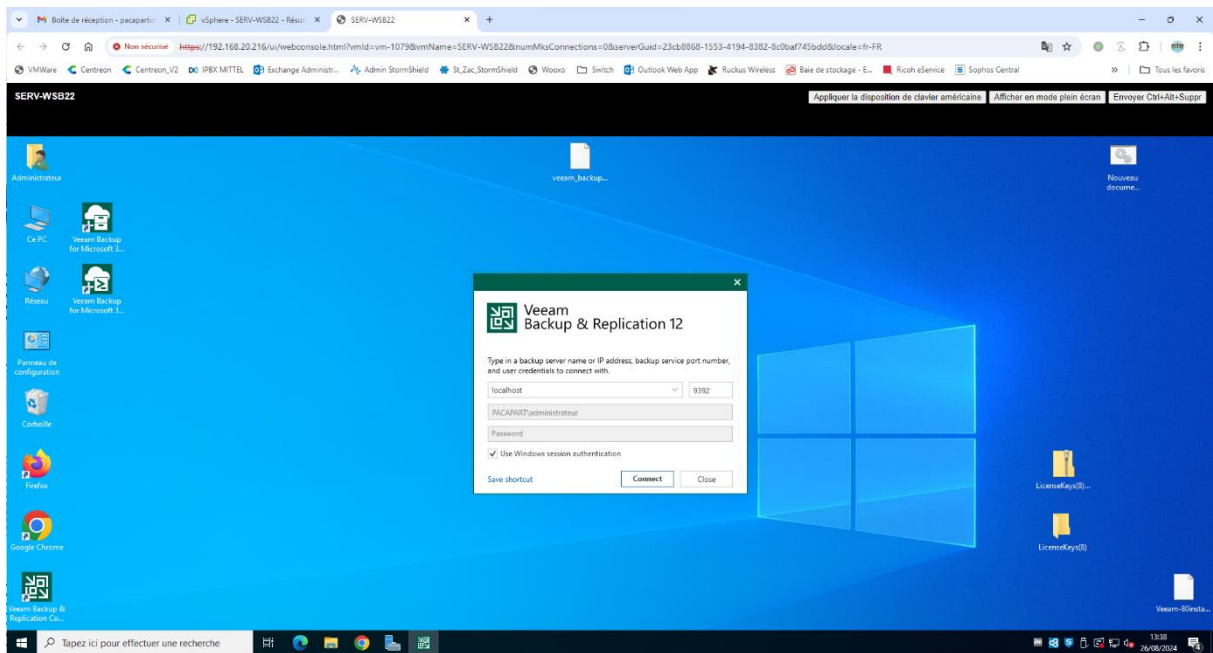 Boîte de réception - pacapartic
vSphere - SERV-WSB22 - Résum
SERV-WSB22
Non sécurisé
https://192.168.20.216/ui/webconsole.html?vmId=vm-1079&vmName=SERV-WSB22&numMksConnections=0&serverGuid=23cb8868-1553-4194-8382-8c0baf745bdd&locale=fr-FR
VMWare
Centreon
Centreon_V2
IPBX MITTEL
Exchange Administr...
Admin StormShield
St_Zac_StormShield
Wooxo
Switch
Outlook Web App
Ruckus Wireless
Baie de stockage - E...
Ricoh eService
Sophos Central
»
Tous les favoris
SERV-WSB22
Appliquer la disposition de clavier américaine
Afficher en mode plein écran
Envoyer Ctrl+Alt+Suppr
Administrateur
veeam_backup...
Nouveau
docume...
Ce PC
Veeam Backup
for Microsoft 3...
Réseau
Veeam Backup
for Microsoft 3...
Panneau de
configuration
Corbeille
Firefox
Google Chrome
Veeam Backup &
Replication Co...
Veeam
Backup & Replication 12
Type in a backup server name or IP address, backup service port number,
and user credentials to connect with.
localhost
9392
PACAPART\administrateur
Password
Use Windows session authentication
Save shortcut
Connect
Close
LicenseKeys(8)...
LicenseKeys(8)
Veeam-80insta...
Tapez ici pour effectuer une recherche
13:38
26/08/2024